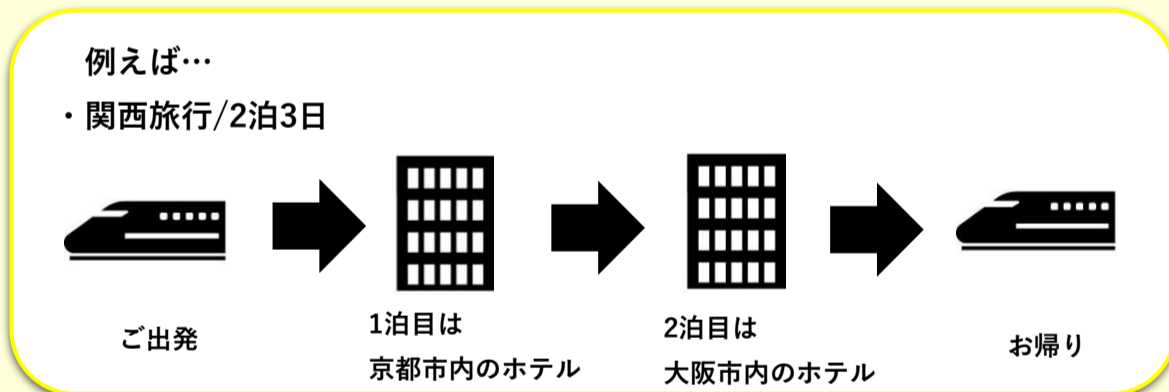 例えば…
・関西旅行/2泊3日
ご出発
1泊目は
京都市内のホテル
2泊目は
大阪市内のホテル
お帰り